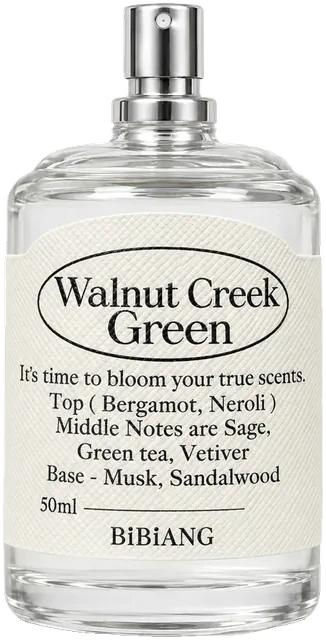 Walnut Creek
Green
It's time to bloom your true scents.
Top ( Bergamot, Neroli )
Middle Notes are Sage,
Green tea, Vetiver
Base - Musk, Sandalwood
50ml
BiBiANG